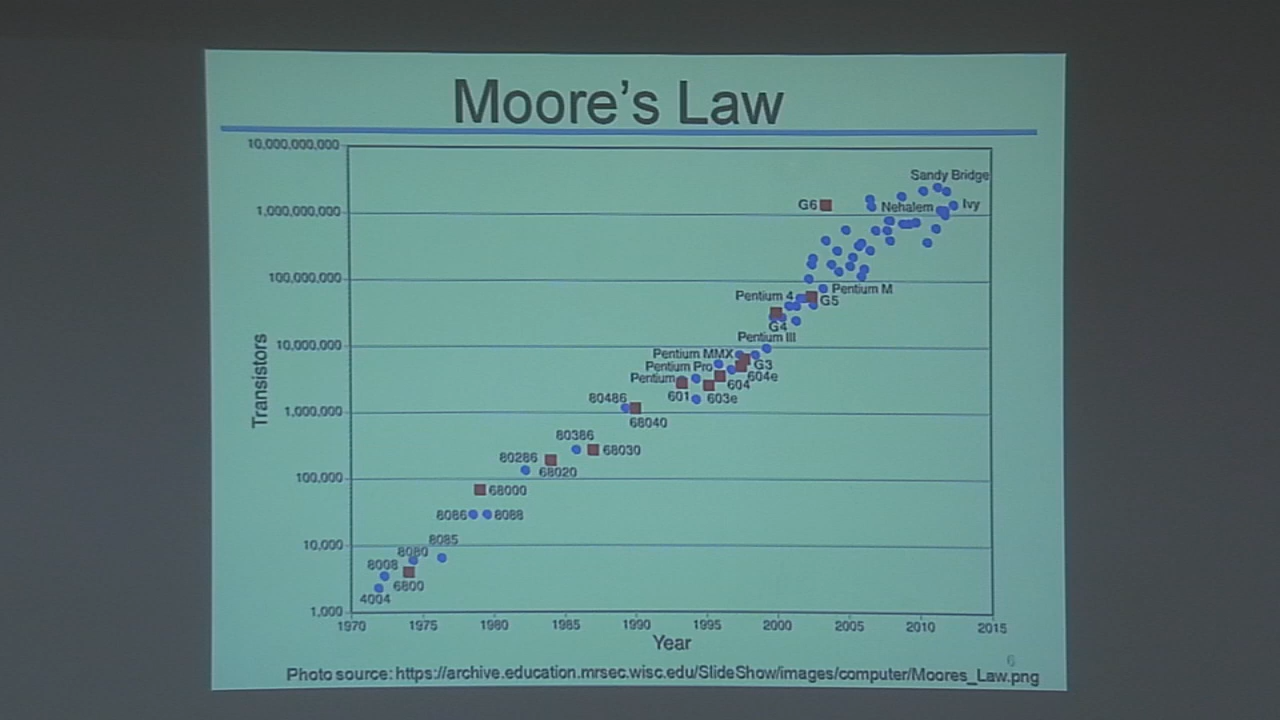 Moore's Law
10,000,000,000
Sandy Bridge
G6
Nehalem
Ivy
1,000,000,000
100,000,000
Pentium M
Pentium 4
G5
G4
Pentium III
10,000,000
Pentium MMX
G3
Pentium Pro
604e
Pentium
604
601
603e
80486
1,000,000
68040
80386
68030
80286
68020
100,000
68000
8086
8088
8085
10,000
8080
8008
6800
4004
1,000
Transistors
1970 1975 1980 1985 1990 1995 2000 2005 2010 2015
Year
6
Photo source: https://archive.education.mrsec.wisc.edu/SlideShow/images/computer/Moores_Law.png